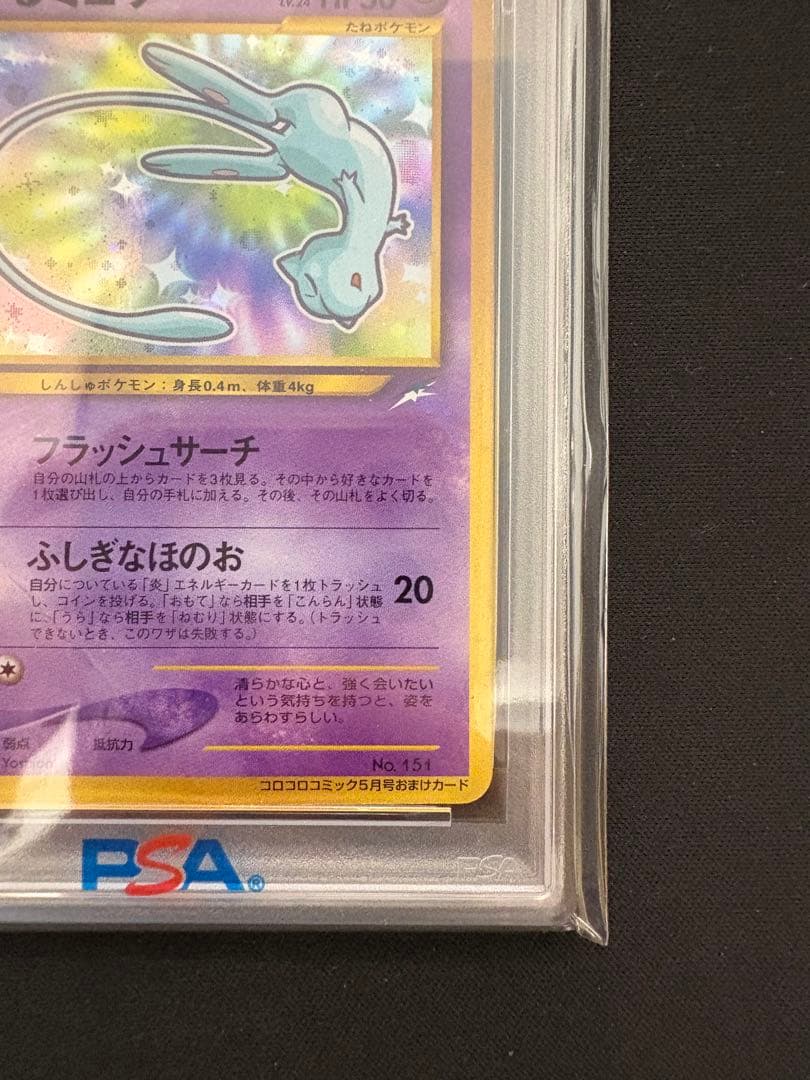 るミュウ
LV.24
HP50
たねポケモン
しんしゅポケモン：身長0.4m、体重4kg
フラッシュサーチ
自分の山札の上からカードを3枚見る。その中から好きなカードを
1枚選び出し、自分の手札に加える。その後、その山札をよく切る。
ふしぎなほのお
自分についている「炎」エネルギーカードを1枚トラッシュ
し、コインを投げる。「おもて」なら相手を「こんらん」状態
に、「うら」なら相手を「ねむり」状態にする。（トラッシュ
できないとき、このワザは失敗する。）
20
清らかな心と、強く会いたい
という気持ちを持つと、姿を
あらわすらしい。
弱点
抵抗力
No. 151
コロコロコミック5月号おまけカード
PSA®
PSA